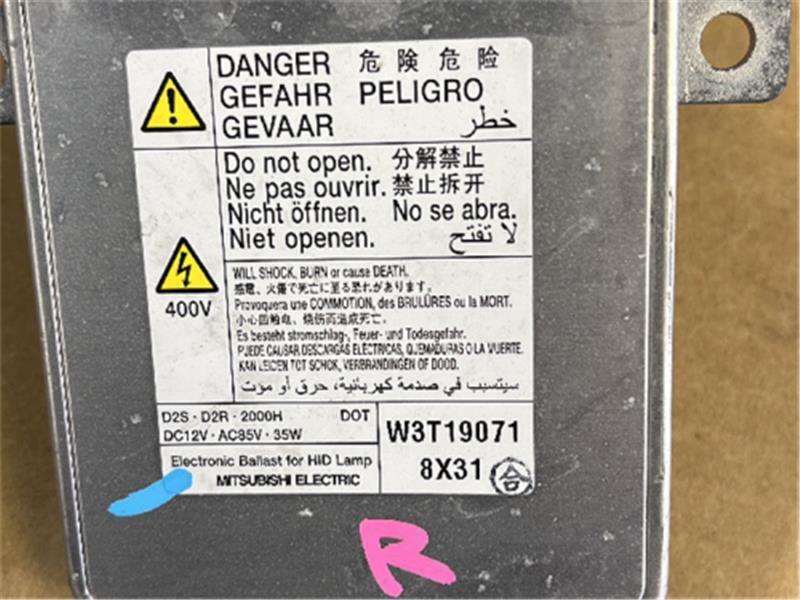 DANGER 危険 危险
GEFAHR PELIGRO
GEVAAR خطر
Do not open. 分解禁止
Ne pas ouvrir. 禁止拆开
Nicht öffnen. No se abra.
Niet openen. لا تفتح
400V
WILL SHOCK, BURN or cause DEATH.
感電、火傷で死亡に至る恐れがあります。
Provoquera une COMMOTION, des BRULÛRES ou la MORT.
小心因触电、烧伤而造成死亡。
Es besteht stromschlag-, Feuer- und Todesgefahr.
PUEDE CAUSAR DESCARGAS ELECTRICAS, QUEMADURAS O LA MUERTE.
KAN LEIDEN TOT SCHOK, VERBRANDINGEN OF DOOD.
سيتسبب في صدمة كهربائية، حرق أو موت
D2S · D2R · 2000H DOT
DC12V · AC85V · 35W
W3T19071
8X31 合
Electronic Ballast for HID Lamp
MITSUBISHI ELECTRIC
R